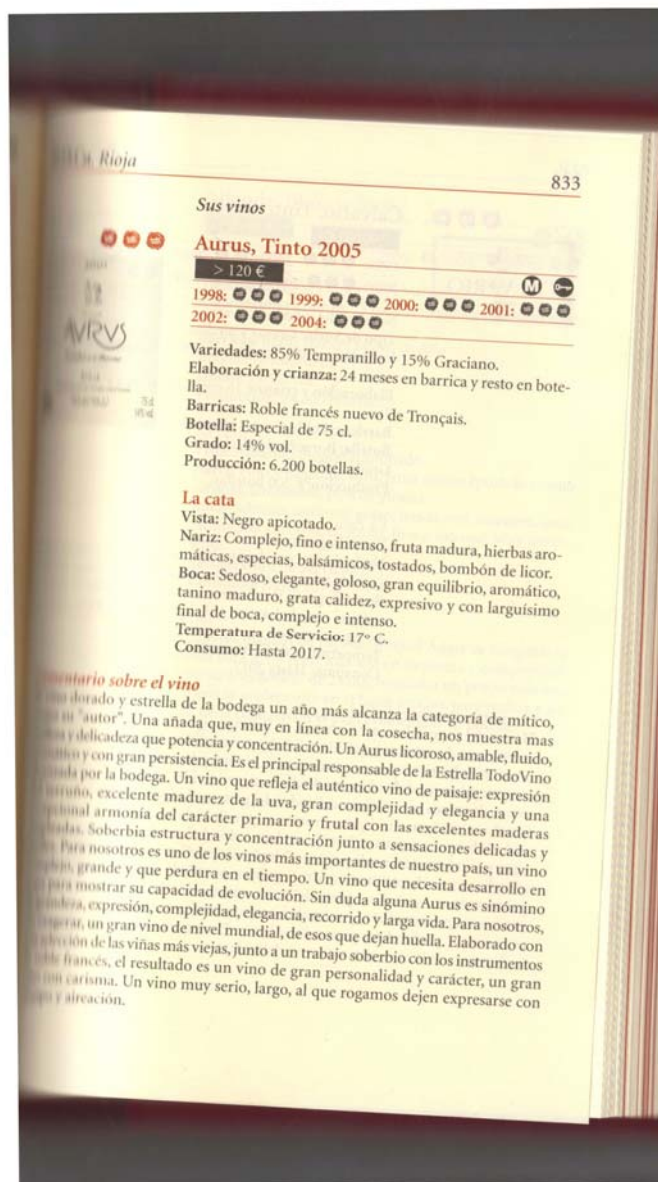 Rioja
833
Sus vinos
Aurus, Tinto 2005
> 120 €
M
1998: 1999: 2000: 2001:
2002: 2004:
AVRVS
75 cl
Variedades: 85% Tempranillo y 15% Graciano.
Elaboración y crianza: 24 meses en barrica y resto en bote-
lla.
Barricas: Roble francés nuevo de Tronçais.
Botella: Especial de 75 cl.
Grado: 14% vol.
Producción: 6.200 botellas.
La cata
Vista: Negro apicotado.
Nariz: Complejo, fino e intenso, fruta madura, hierbas aro-
máticas, especias, balsámicos, tostados, bombón de licor.
Boca: Sedoso, elegante, goloso, gran equilibrio, aromático,
tanino maduro, grata calidez, expresivo y con larguísimo
final de boca, complejo e intenso.
Temperatura de Servicio: 17º C.
Consumo: Hasta 2017.
sobre el vino
dorado y estrella de la bodega un año más alcanza la categoría de mítico,
"autor". Una añada que, muy en línea con la cosecha, nos muestra mas
y delicadeza que potencia y concentración. Un Aurus licoroso, amable, fluido,
y con gran persistencia. Es el principal responsable de la Estrella TodoVino
por la bodega. Un vino que refleja el auténtico vino de paisaje: expresión
excelente madurez de la uva, gran complejidad y elegancia y una
armonía del carácter primario y frutal con las excelentes maderas
Soberbia estructura y concentración junto a sensaciones delicadas y
Para nosotros es uno de los vinos más importantes de nuestro país, un vino
grande y que perdura en el tiempo. Un vino que necesita desarrollo en
para mostrar su capacidad de evolución. Sin duda alguna Aurus es sinómino
expresión, complejidad, elegancia, recorrido y larga vida. Para nosotros,
un gran vino de nivel mundial, de esos que dejan huella. Elaborado con
de las viñas más viejas, junto a un trabajo soberbio con los instrumentos
francés, el resultado es un vino de gran personalidad y carácter, un gran
con carisma. Un vino muy serio, largo, al que rogamos dejen expresarse con
y aireación.